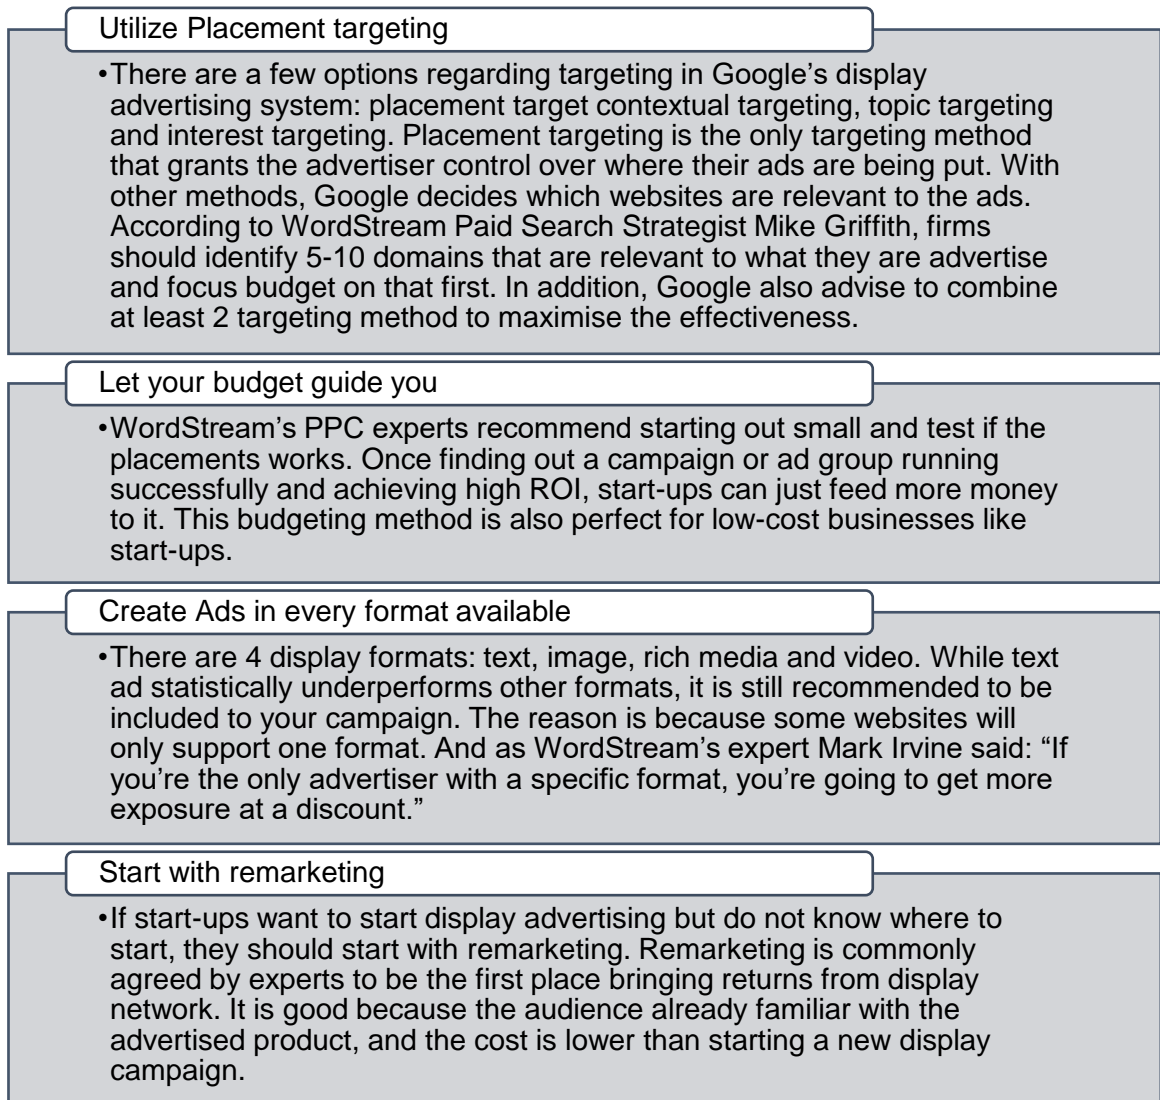 Utilize Placement targeting
•There are a few options regarding targeting in Google’s display
advertising system: placement target contextual targeting, topic targeting
and interest targeting. Placement targeting is the only targeting method
that grants the advertiser control over where their ads are being put. With
other methods, Google decides which websites are relevant to the ads.
According to WordStream Paid Search Strategist Mike Griffith, firms
should identify 5-10 domains that are relevant to what they are advertise
and focus budget on that first. In addition, Google also advise to combine
at least 2 targeting method to maximise the effectiveness.
Let your budget guide you
•WordStream’s PPC experts recommend starting out small and test if the
placements works. Once finding out a campaign or ad group running
successfully and achieving high ROI, start-ups can just feed more money
to it. This budgeting method is also perfect for low-cost businesses like
start-ups.
Create Ads in every format available
•There are 4 display formats: text, image, rich media and video. While text
ad statistically underperforms other formats, it is still recommended to be
included to your campaign. The reason is because some websites will
only support one format. And as WordStream’s expert Mark Irvine said: “If
you’re the only advertiser with a specific format, you’re going to get more
exposure at a discount.”
Start with remarketing
•If start-ups want to start display advertising but do not know where to
start, they should start with remarketing. Remarketing is commonly
agreed by experts to be the first place bringing returns from display
network. It is good because the audience already familiar with the
advertised product, and the cost is lower than starting a new display
campaign.